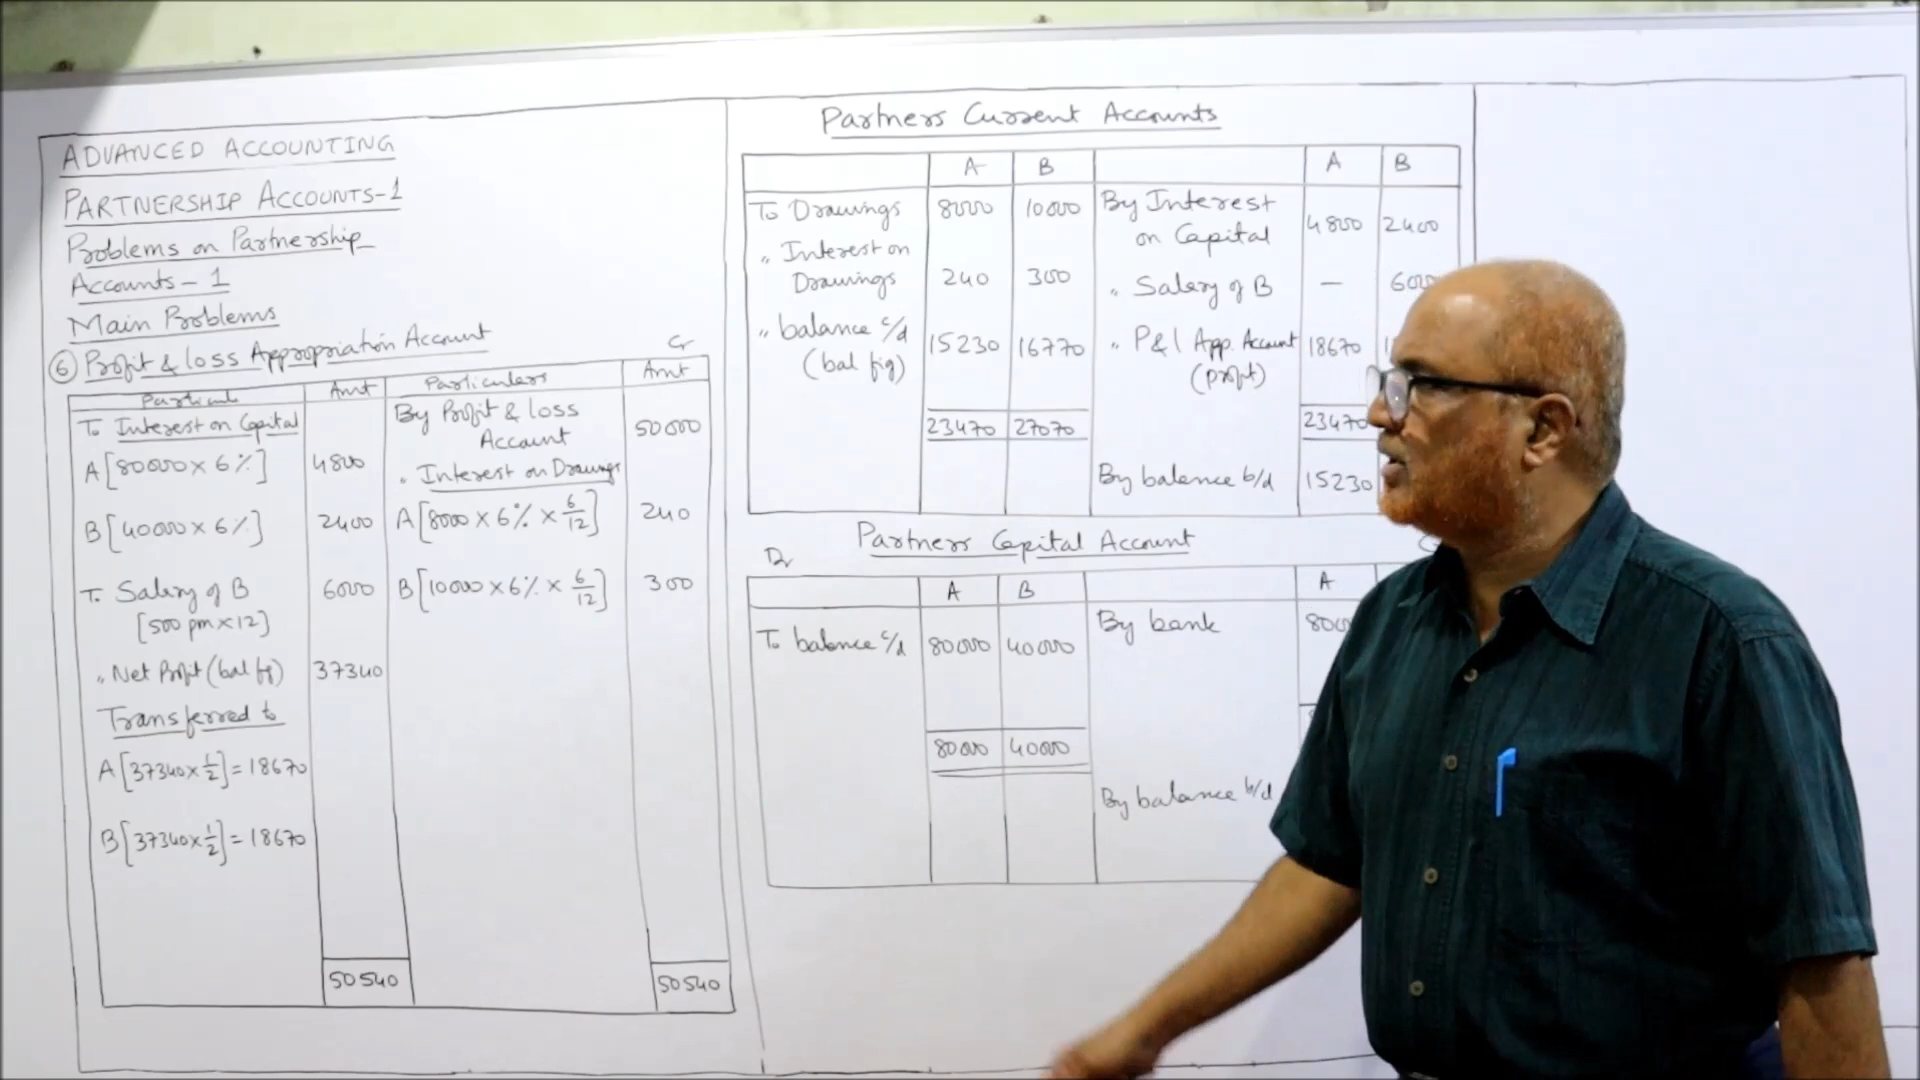 ADVANCED ACCOUNTING
PARTNERSHIP ACCOUNTS-1
Problems on Partnership
Accounts-1
Main Problems
6 Profit & loss Appropriation Account
Cr
Amt Particulars Amt
To Interest on Capital By Profit & loss
Account 50000
A [80000 x 6%] 4800 " Interest on Drawings
B [40000 x 6%] 2400 A [8000 x 6% x 6/12] 240
To Salary of B 6000 B [10000 x 6% x 6/12] 300
[500 pm x 12]
" Net Profit (bal fig) 37340
Transferred to
A [37340 x 1/2] = 18670
B [37340 x 1/2] = 18670
50540 50540
Partners Current Accounts
A B A B
To Drawings 8000 10000 By Interest
on Capital 4800 2400
" Interest on
Drawings 240 300 " Salary of B — 6000
" balance c/d 15230 16770 " P&l App. Account 18670
(bal fig) (profit)
23470 27070 23470
By balance b/d 15230
Dr Partners Capital Account
A B A
To balance c/d 80000 40000 By bank
80000 40000
By balance b/d